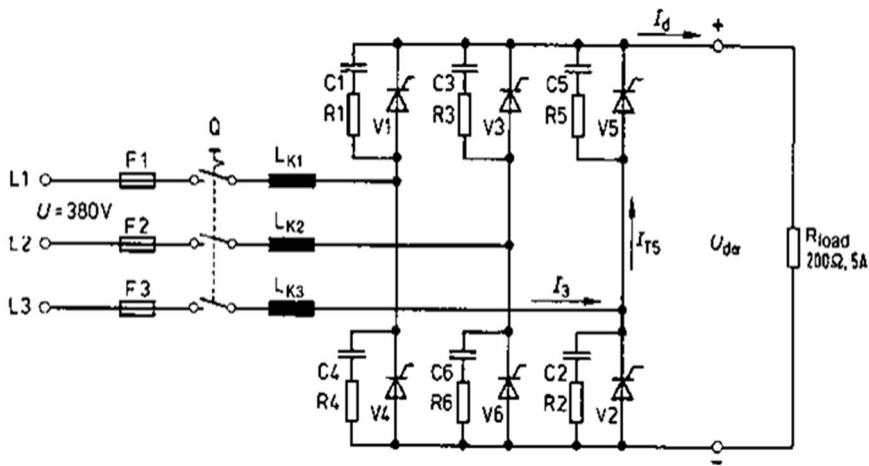 I_d
+
C1
R1
V1
C3
R3
V3
C5
R5
V5
Q
L1
F1
L_K1
U = 380V
L2
F2
L_K2
I_T5
U_dα
R_load
200Ω, 5A
L3
F3
L_K3
I_3
C4
R4
V4
C6
R6
V6
C2
R2
V2